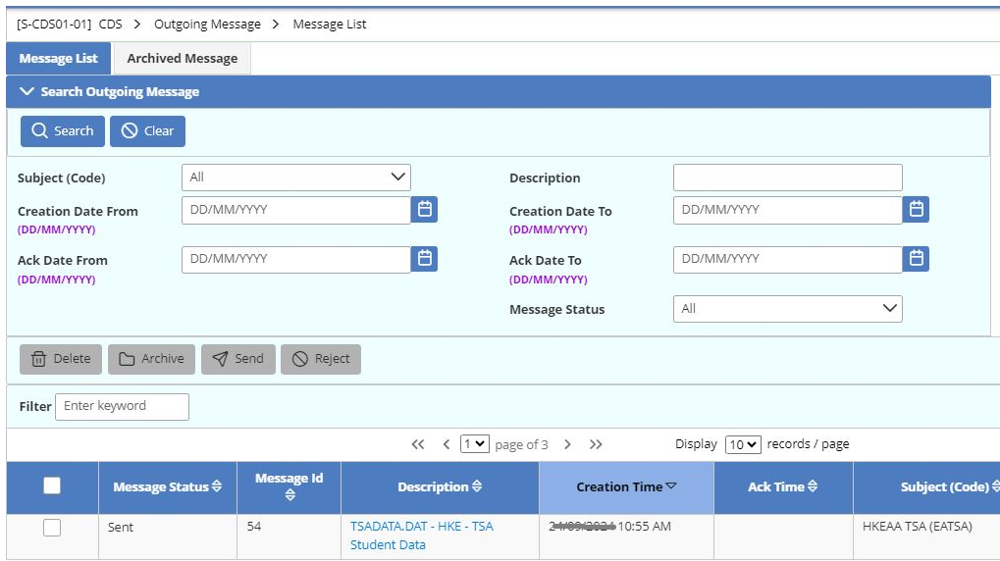 [S-CDS01-01] CDS > Outgoing Message > Message List
Message List Archived Message
Search Outgoing Message
Search Clear
Subject (Code) All Description
Creation Date From DD/MM/YYYY Creation Date To DD/MM/YYYY
(DD/MM/YYYY) (DD/MM/YYYY)
Ack Date From DD/MM/YYYY Ack Date To DD/MM/YYYY
(DD/MM/YYYY) (DD/MM/YYYY)
Message Status All
Delete Archive Send Reject
Filter Enter keyword
<< < 1 page of 3 > >> Display 10 records / page
Message Status Message Id Description Creation Time Ack Time Subject (Code)
Sent 54 TSADATA.DAT - HKE - TSA 10:55 AM HKEAA TSA (EATSA)
Student Data